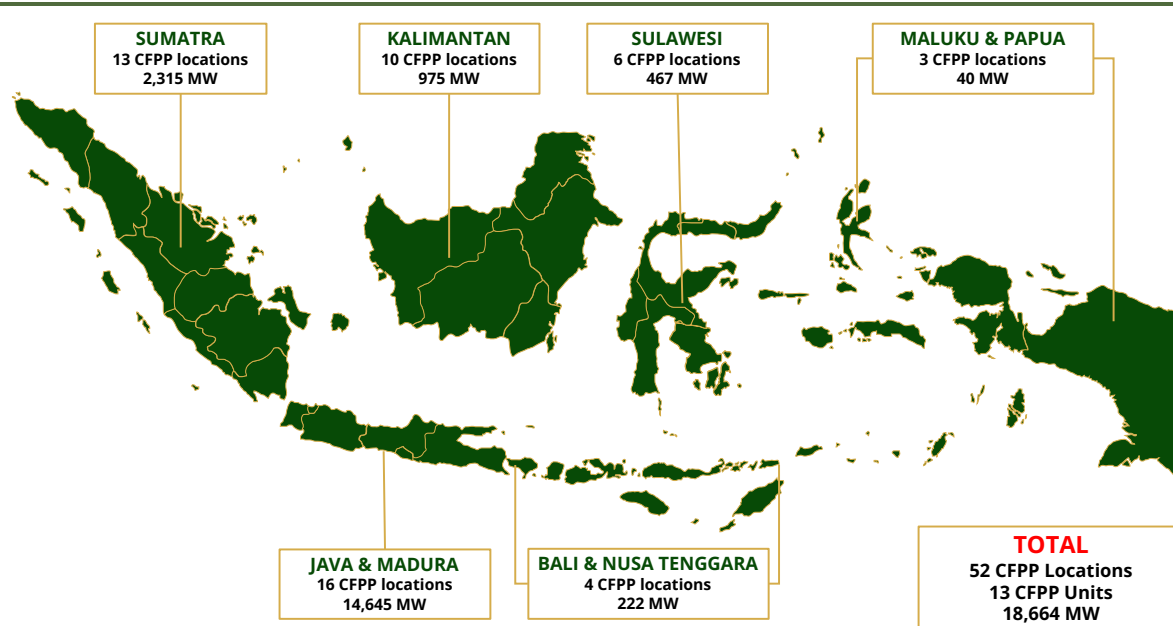 SUMATRA
13 CFPP locations
2,315 MW
KALIMANTAN
10 CFPP locations
975 MW
SULAWESI
6 CFPP locations
467 MW
MALUKU & PAPUA
3 CFPP locations
40 MW
JAVA & MADURA
16 CFPP locations
14,645 MW
BALI & NUSA TENGGARA
4 CFPP locations
222 MW
TOTAL
52 CFPP Locations
13 CFPP Units
18,664 MW